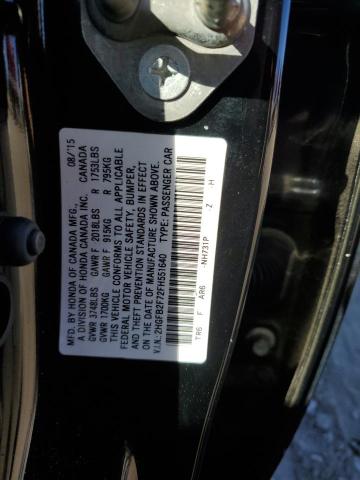 MFD. BY HONDA OF CANADA MFG., 08/15
A DIVISION OF HONDA CANADA INC. CANADA
GVWR 3748LBS GAWR F 2018LBS R 1753LBS
GVWR 1700KG GAWR F 915KG R 795KG
THIS VEHICLE CONFORMS TO ALL APPLICABLE
FEDERAL MOTOR VEHICLE SAFETY, BUMPER,
AND THEFT PREVENTION STANDARDS IN EFFECT
ON THE DATE OF MANUFACTURE SHOWN ABOVE.
V.I.N.: 2HGFB2F72FH551640 TYPE: PASSENGER CAR
TR6 F AR6 -NH731P Z -H